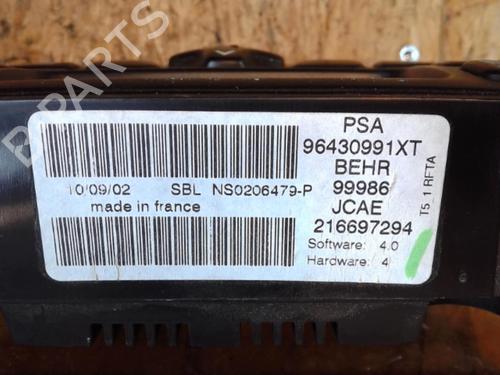 B-PARTS
10/09/02 SBL NS0206479-P
made in france
PSA
96430991XT
BEHR
99986
JCAE
216697294
Software: 4.0
Hardware: 4
T5_1 RFTA